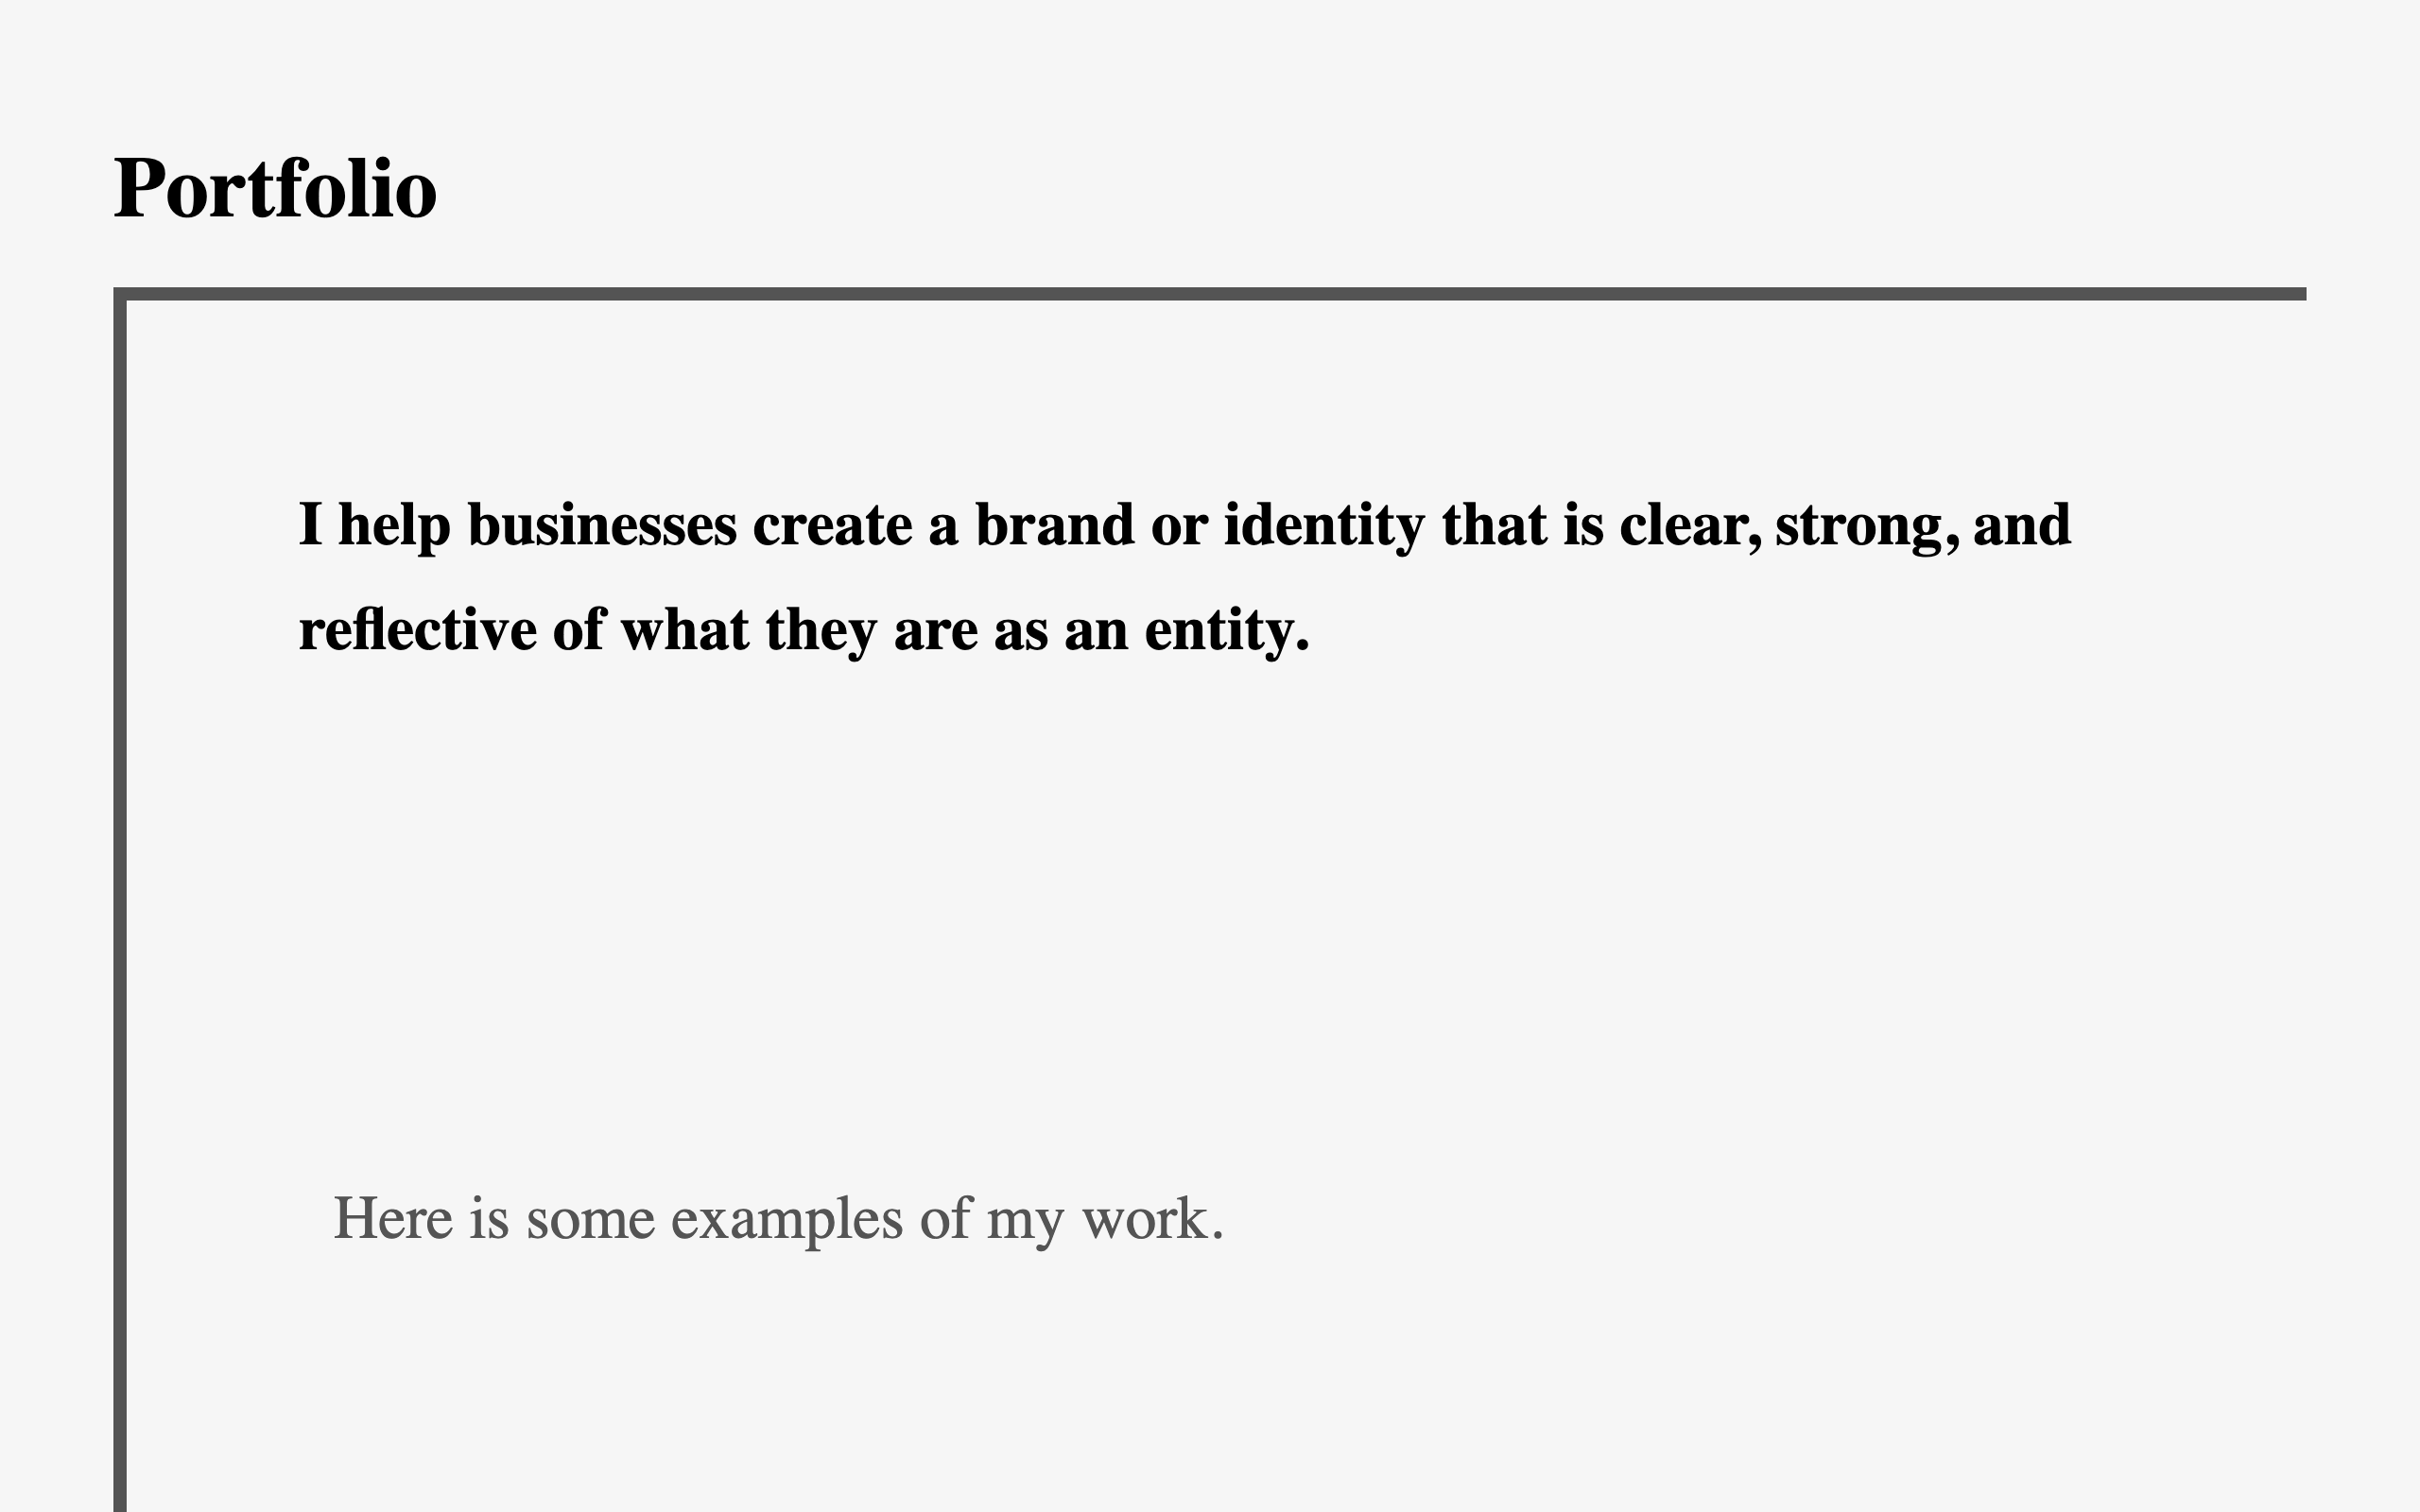 Portfolio
I help busineses create a brand or identity that is clear, strong, and
reflective of what they are as an entity.
Here is some examples of my work.